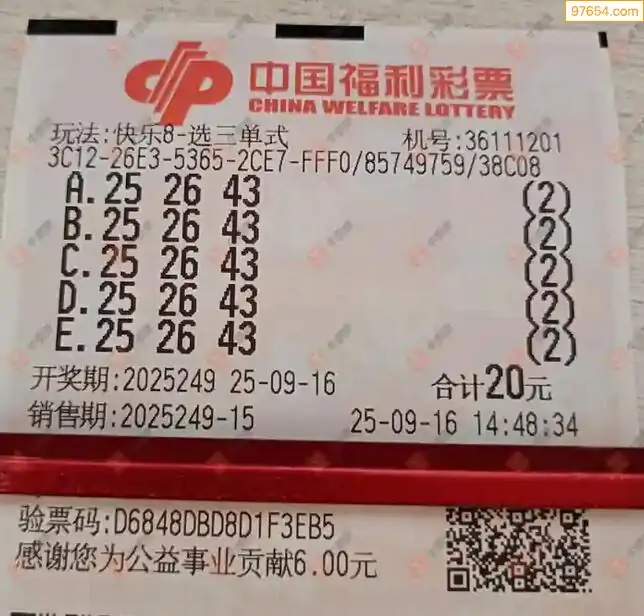 97654.com
中国福利彩票
CHINA WELFARE LOTTERY
玩法:快乐8-选三单式 机号:36111201
3C12-26E3-5365-2CE7-FFF0/85749759/38C08
A.25 26 43 (2)
B.25 26 43 (2)
C.25 26 43 (2)
D.25 26 43 (2)
E.25 26 43 (2)
开奖期:2025249 25-09-16 合计20元
销售期:2025249-15 25-09-16 14:48:34
验票码:D6848DBD8D1F3EB5
感谢您为公益事业贡献6.00元